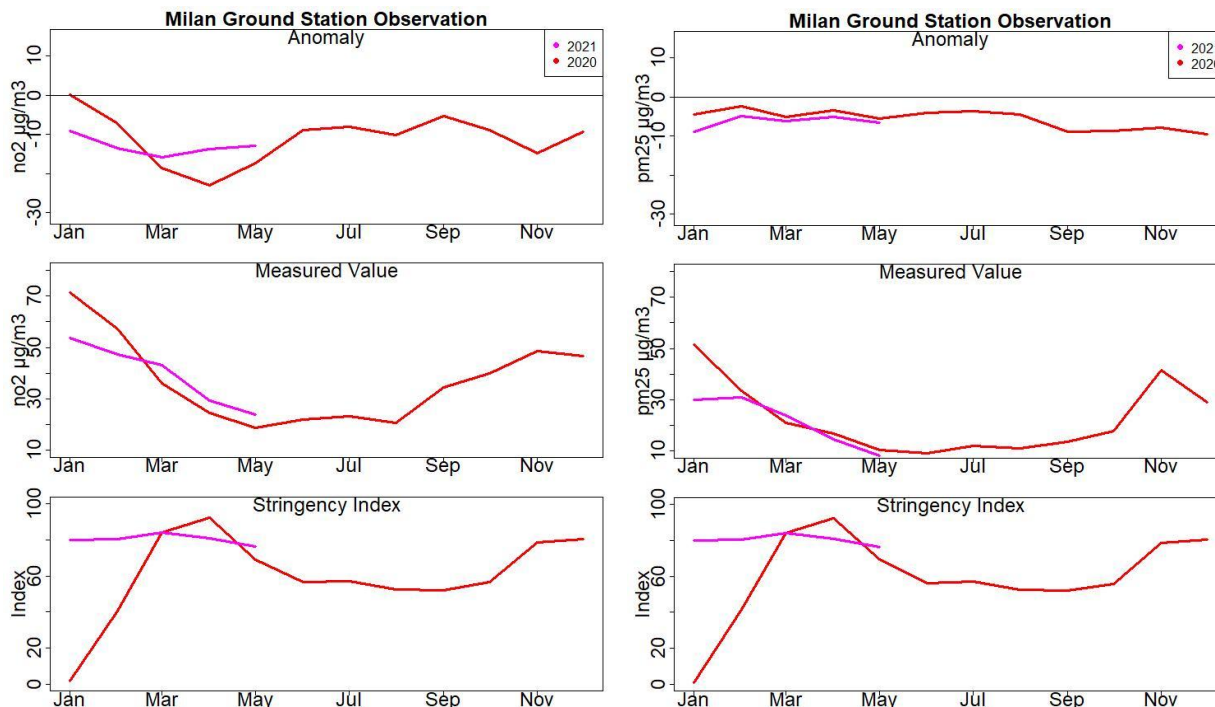 Milan Ground Station Observation
Anomaly
2021
2020
no2 µg/m3
10
0
-10
-30
Jan Mar May Jul Sep Nov
Measured Value
no2 µg/m3
70
50
30
10
Jan Mar May Jul Sep Nov
Stringency Index
Index
100
60
20
0
Jan Mar May Jul Sep Nov
Milan Ground Station Observation
Anomaly
202
2020
pm25 µg/m3
10
0
-10
-30
Jan Mar May Jul Sep Nov
Measured Value
pm25 µg/m3
70
50
30
10
Jan Mar May Jul Sep Nov
Stringency Index
Index
100
60
20
0
Jan Mar May Jul Sep Nov